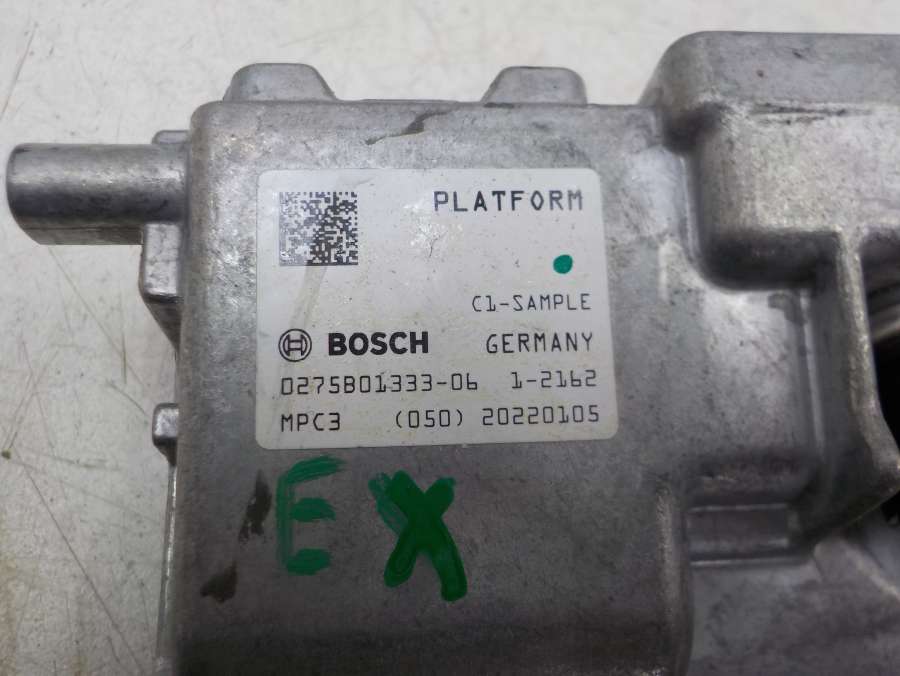 PLATFORM
C1-SAMPLE
BOSCH GERMANY
0275B01333-06 1-2162
MPC3 (050) 20220105
EX